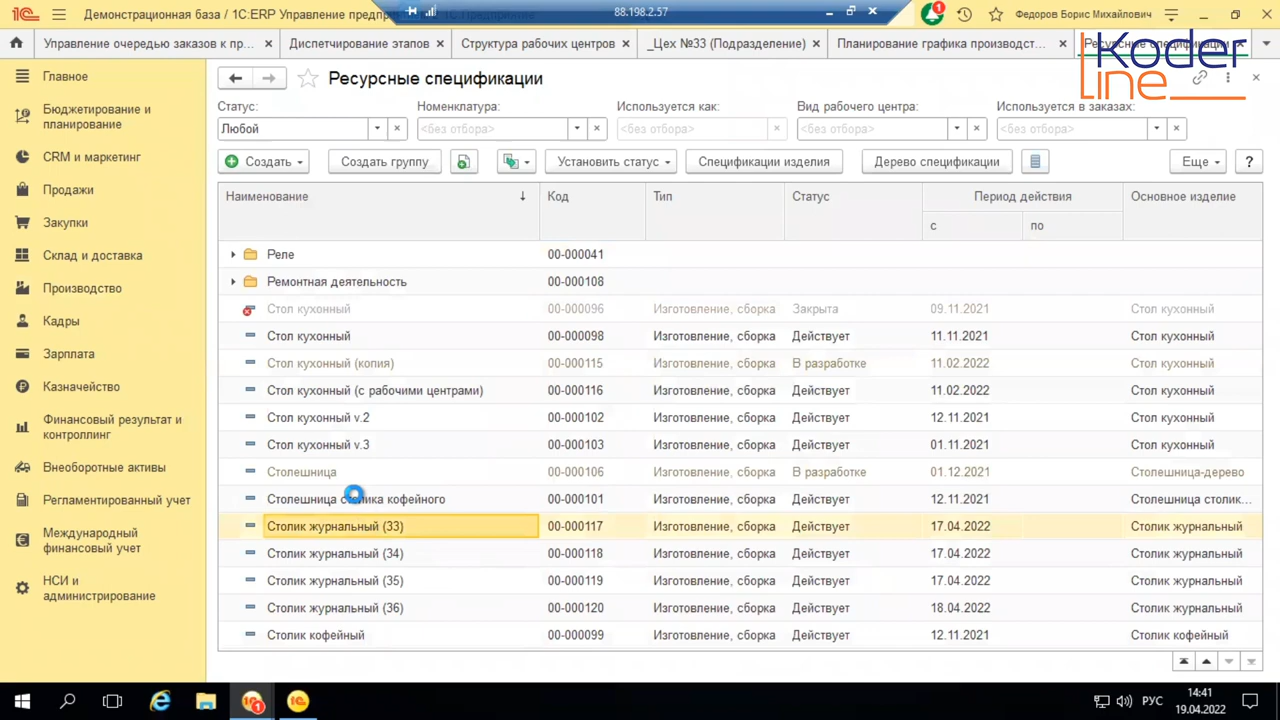 Демонстрационная база / 1C:ERP Управление предпр
1С:Предприятие
88.198.2.57
1
Федоров Борис Михайлович
Управление очередью заказов к пр...
Диспетчирование этапов
Структура рабочих центров
_Цех №33 (Подразделение)
Планирование графика производст...
Ресурсные спецификации
Koder
line
Главное
Бюджетирование и
планирование
CRM и маркетинг
Продажи
Закупки
Склад и доставка
Производство
Кадры
Зарплата
Казначейство
Финансовый результат и
контроллинг
Внеоборотные активы
Регламентированный учет
Международный
финансовый учет
НСИ и
администрирование
Ресурсные спецификации
Статус: Номенклатура: Используется как: Вид рабочего центра: Используется в заказах:
Любой <без отбора> <без отбора> <без отбора> <без отбора>
Создать Создать группу Установить статус Спецификации изделия Дерево спецификации Еще ?
Наименование Код Тип Статус Период действия Основное изделие
с по
Реле 00-000041
Ремонтная деятельность 00-000108
Стол кухонный 00-000096 Изготовление, сборка Закрыта 09.11.2021 Стол кухонный
Стол кухонный 00-000098 Изготовление, сборка Действует 11.11.2021 Стол кухонный
Стол кухонный (копия) 00-000115 Изготовление, сборка В разработке 11.02.2022 Стол кухонный
Стол кухонный (с рабочими центрами) 00-000116 Изготовление, сборка Действует 11.02.2022 Стол кухонный
Стол кухонный v.2 00-000102 Изготовление, сборка Действует 12.11.2021 Стол кухонный
Стол кухонный v.3 00-000103 Изготовление, сборка Действует 01.11.2021 Стол кухонный
Столешница 00-000106 Изготовление, сборка В разработке 01.12.2021 Столешница-дерево
Столешница столика кофейного 00-000101 Изготовление, сборка Действует 12.11.2021 Столешница столик...
Столик журнальный (33) 00-000117 Изготовление, сборка Действует 17.04.2022 Столик журнальный
Столик журнальный (34) 00-000118 Изготовление, сборка Действует 17.04.2022 Столик журнальный
Столик журнальный (35) 00-000119 Изготовление, сборка Действует 17.04.2022 Столик журнальный
Столик журнальный (36) 00-000120 Изготовление, сборка Действует 18.04.2022 Столик журнальный
Столик кофейный 00-000099 Изготовление, сборка Действует 12.11.2021 Столик кофейный
РУС
14:41
19.04.2022